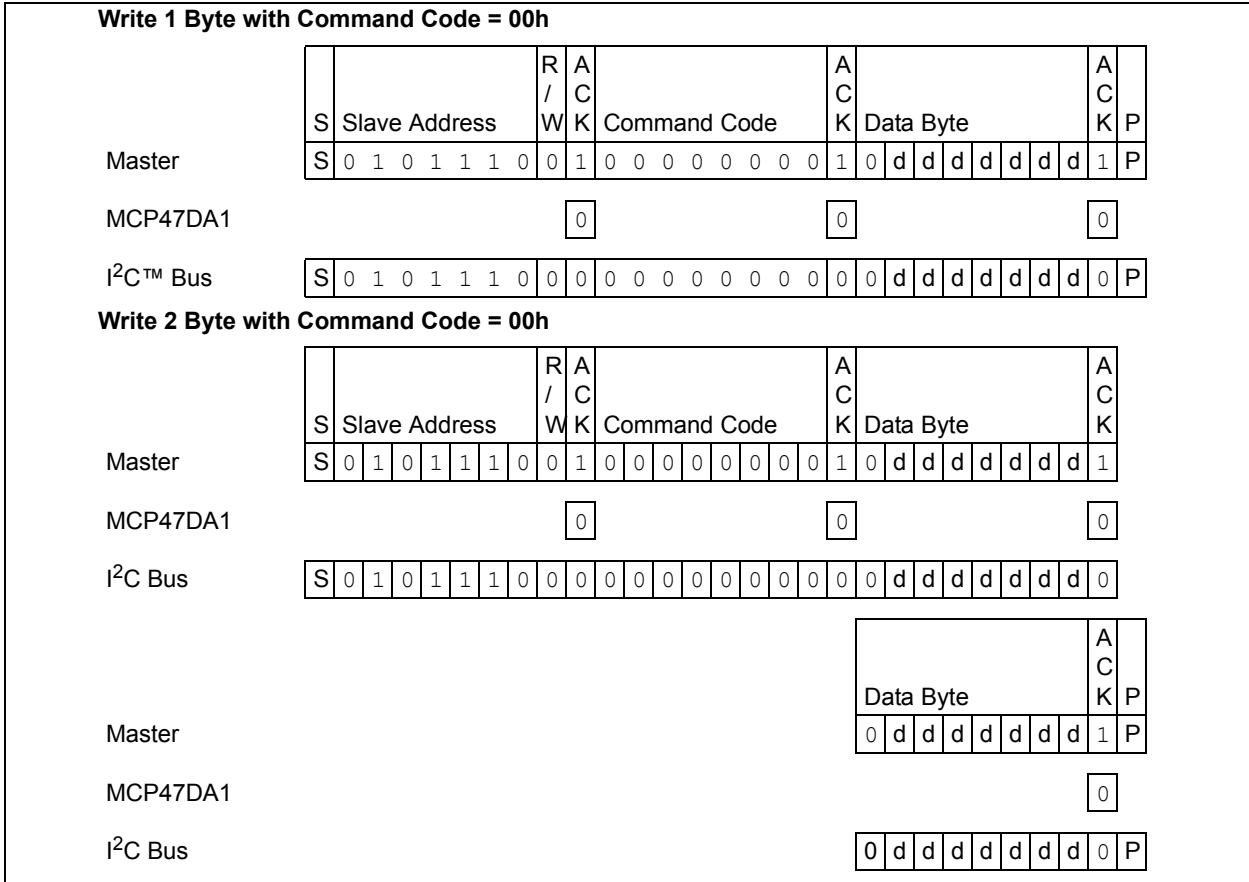 Write 1 Byte with Command Code = 00h
R A A A
/ C C C
S Slave Address W K Command Code K Data Byte K P
Master S 0 1 0 1 1 1 0 0 1 0 0 0 0 0 0 0 0 1 0 d d d d d d d 1 P
MCP47DA1 0 0 0
I2C™ Bus S 0 1 0 1 1 1 0 0 0 0 0 0 0 0 0 0 0 0 0 d d d d d d d 0 P
Write 2 Byte with Command Code = 00h
R A A A
/ C C C
S Slave Address W K Command Code K Data Byte K
Master S 0 1 0 1 1 1 0 0 1 0 0 0 0 0 0 0 0 1 0 d d d d d d d 1
MCP47DA1 0 0 0
I2C Bus S 0 1 0 1 1 1 0 0 0 0 0 0 0 0 0 0 0 0 0 d d d d d d d 0
A
C
Data Byte K P
Master 0 d d d d d d d 1 P
MCP47DA1 0
I2C Bus 0 d d d d d d d 0 P